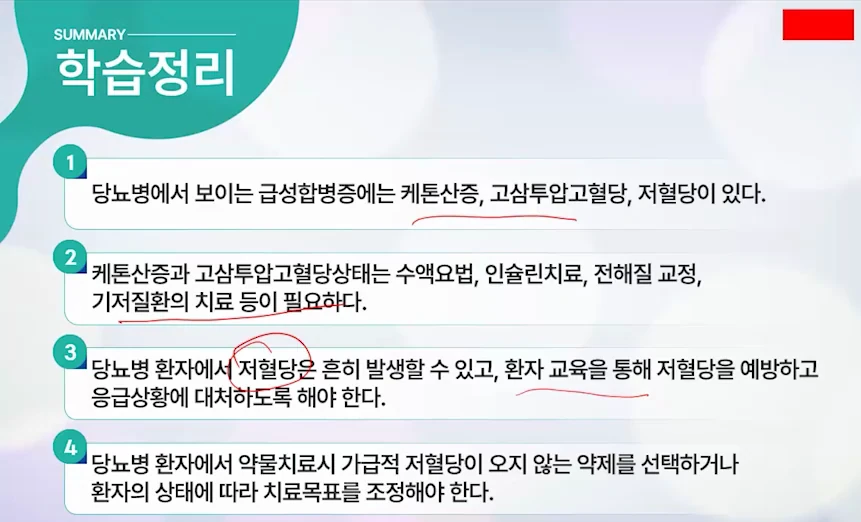 SUMMARY
학습정리
1
당뇨병에서 보이는 급성합병증에는 케톤산증, 고삼투압고혈당, 저혈당이 있다.
2
케톤산증과 고삼투압고혈당상태는 수액요법, 인슐린치료, 전해질 교정,
기저질환의 치료 등이 필요하다.
3
당뇨병 환자에서 저혈당은 흔히 발생할 수 있고, 환자 교육을 통해 저혈당을 예방하고
응급상황에 대처하도록 해야 한다.
4
당뇨병 환자에서 약물치료시 가급적 저혈당이 오지 않는 약제를 선택하거나
환자의 상태에 따라 치료목표를 조정해야 한다.